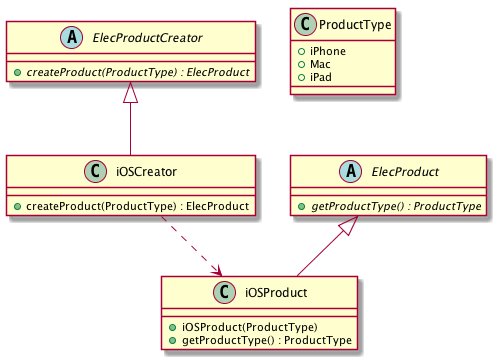 A ElecProductCreator
createProduct(ProductType) : ElecProduct
C ProductType
iPhone
Mac
iPad
C iOSCreator
createProduct(ProductType) : ElecProduct
A ElecProduct
getProductType() : ProductType
C iOSProduct
iOSProduct(ProductType)
getProductType() : ProductType